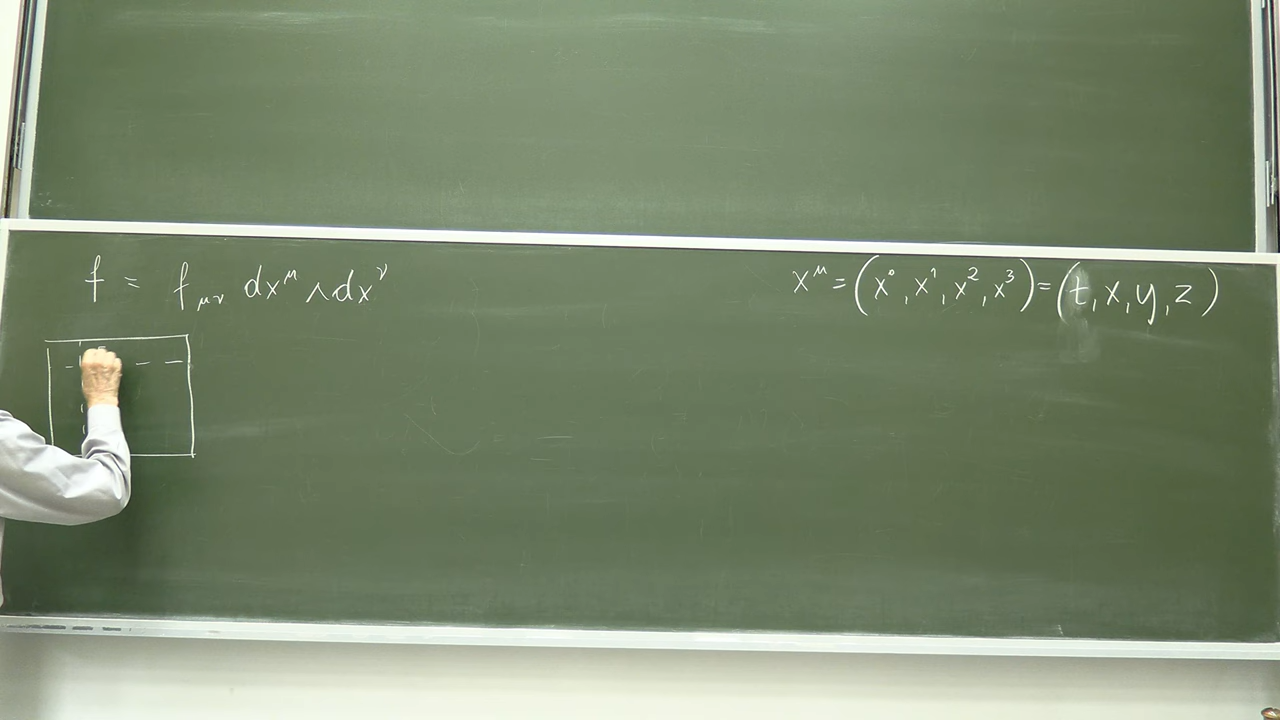 f = f_{μν} dx^μ ∧ dx^ν
x^μ = (x^0, x^1, x^2, x^3) = (t, x, y, z)